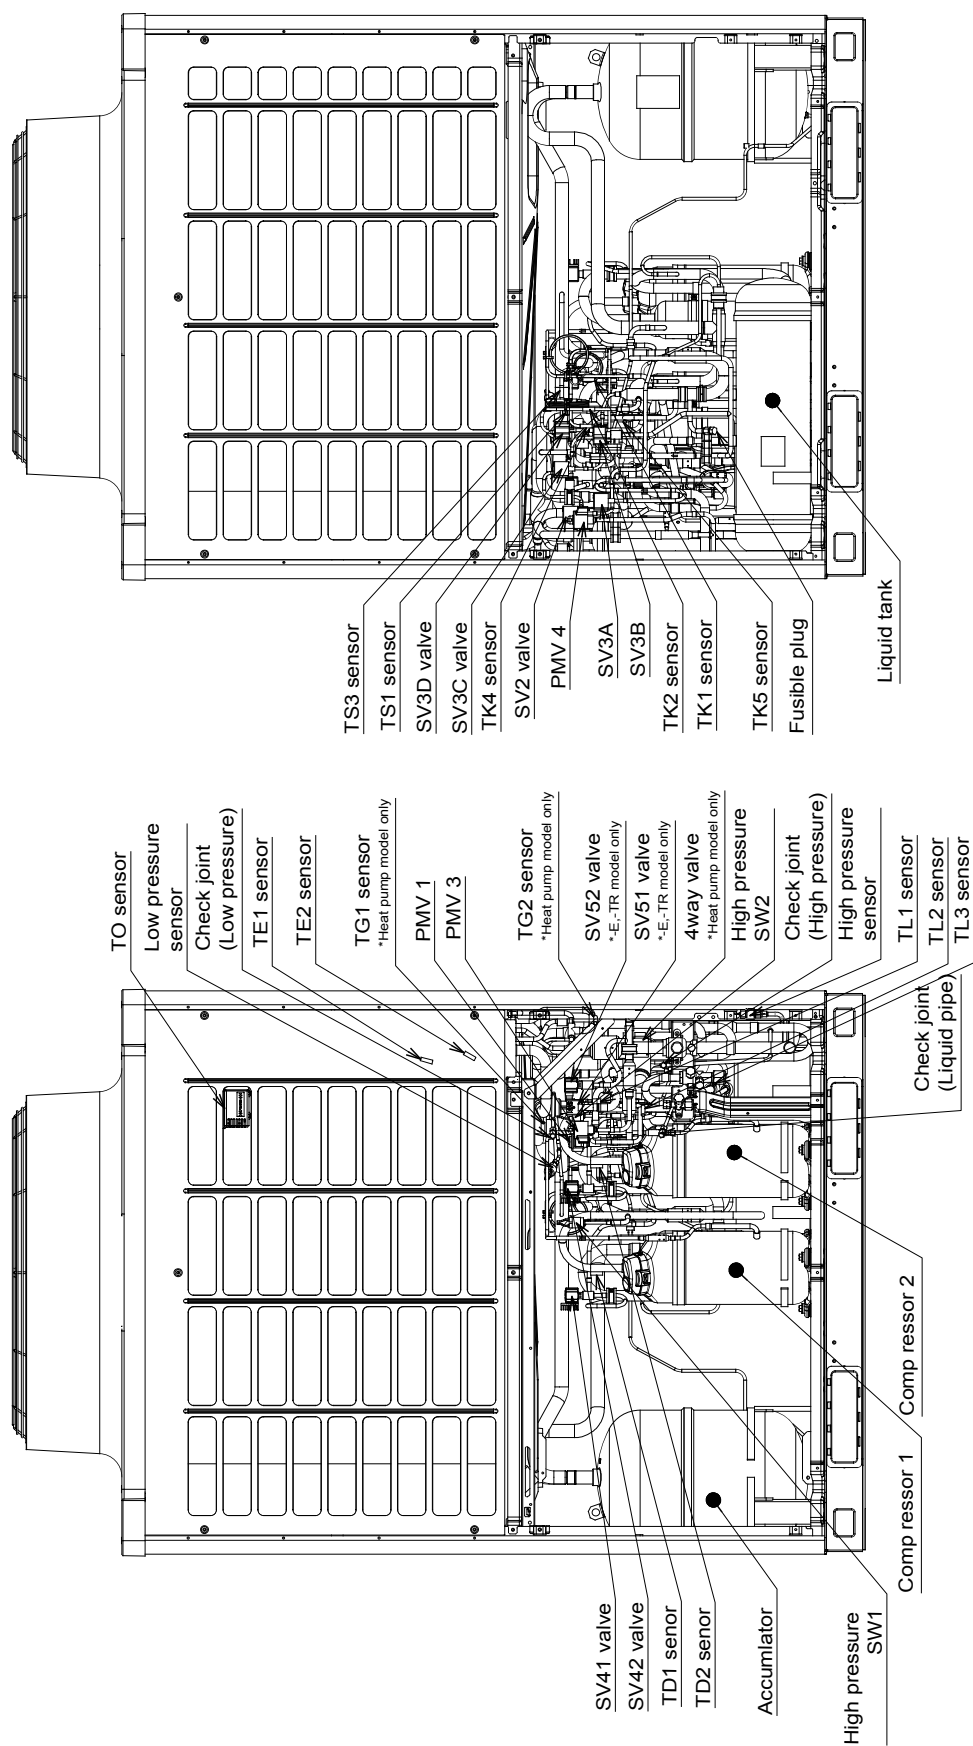 TS3 sensor
TS1 sensor
SV3D valve
SV3C valve
TK4 sensor
SV2 valve
PMV 4
SV3A
SV3B
TK2 sensor
TK1 sensor
TK5 sensor
Fusible plug
Liquid tank
TO sensor
Low pressure
sensor
Check joint
(Low pressure)
TE1 sensor
TE2 sensor
TG1 sensor
*Heat pump model only
PMV 1
PMV 3
TG2 sensor
*Heat pump model only
SV52 valve
*-E,-TR model only
SV51 valve
*-E,-TR model only
4way valve
*Heat pump model only
High pressure
SW2
Check joint
(High pressure)
High pressure
sensor
TL1 sensor
TL2 sensor
TL3 sensor
Check joint
(Liquid pipe)
Comp ressor 2
Comp ressor 1
SV41 valve
SV42 valve
TD1 senor
TD2 senor
Accumlator
High pressure
SW1